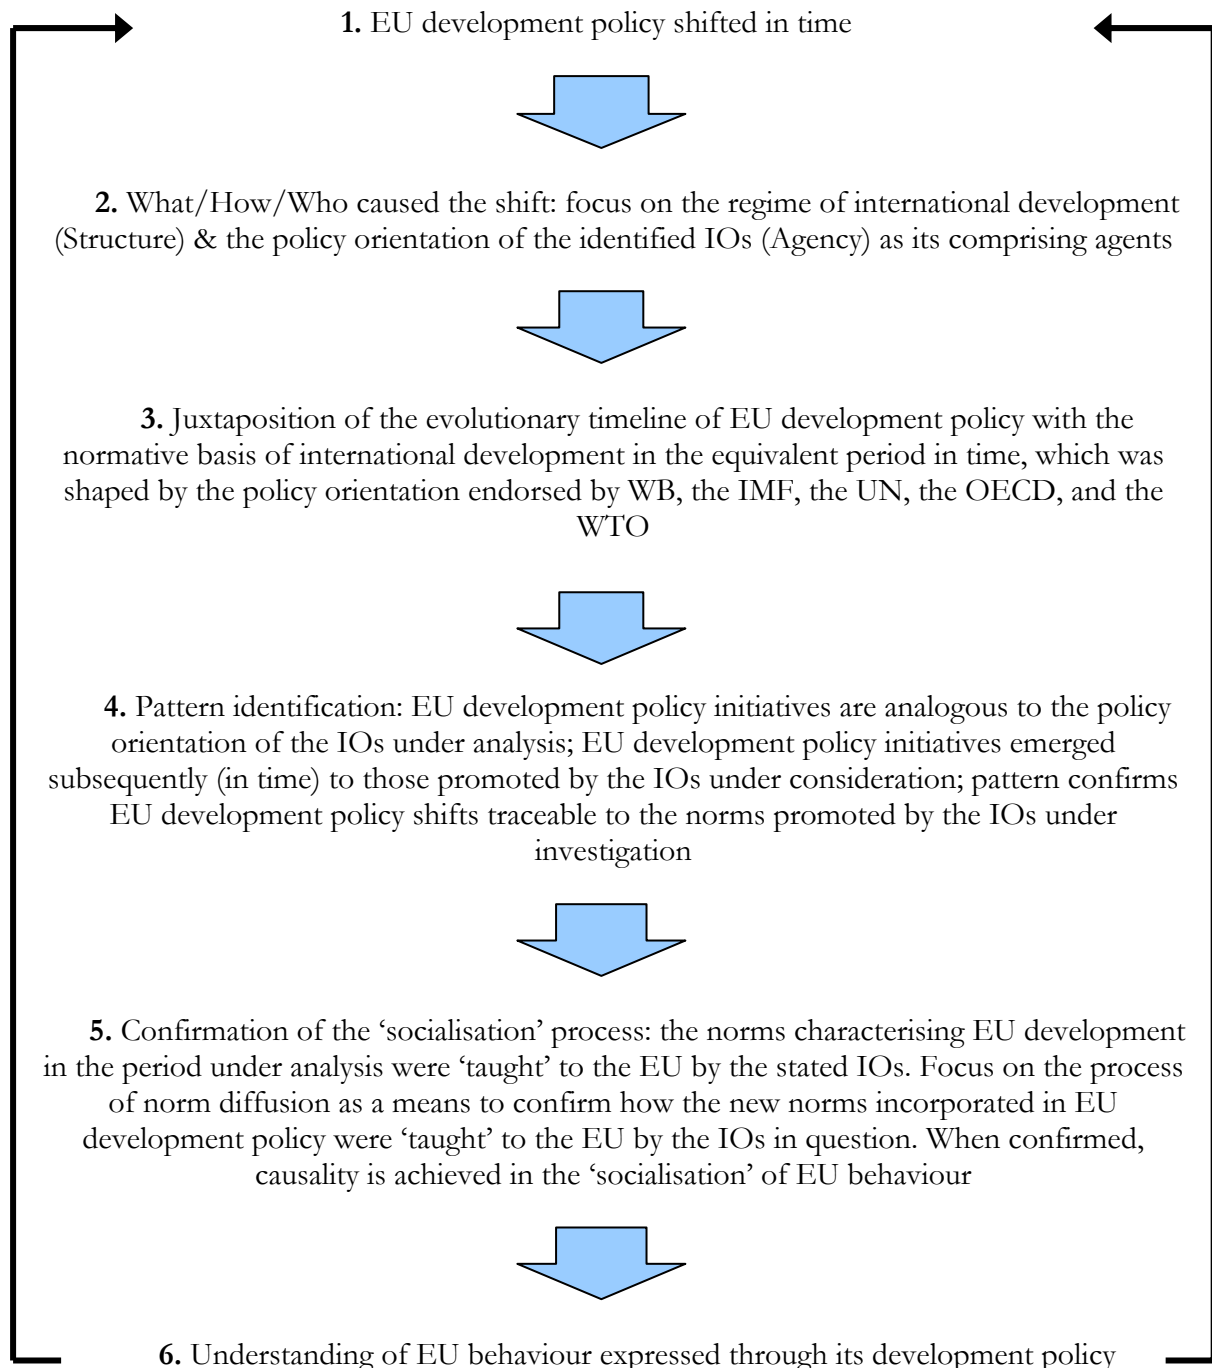 1. EU development policy shifted in time
2. What/How/Who caused the shift: focus on the regime of international development
(Structure) & the policy orientation of the identified IOs (Agency) as its comprising agents
3. Juxtaposition of the evolutionary timeline of EU development policy with the
normative basis of international development in the equivalent period in time, which was
shaped by the policy orientation endorsed by WB, the IMF, the UN, the OECD, and the
WTO
4. Pattern identification: EU development policy initiatives are analogous to the policy
orientation of the IOs under analysis; EU development policy initiatives emerged
subsequently (in time) to those promoted by the IOs under consideration; pattern confirms
EU development policy shifts traceable to the norms promoted by the IOs under
investigation
5. Confirmation of the ‘socialisation’ process: the norms characterising EU development
in the period under analysis were ‘taught’ to the EU by the stated IOs. Focus on the process
of norm diffusion as a means to confirm how the new norms incorporated in EU
development policy were ‘taught’ to the EU by the IOs in question. When confirmed,
causality is achieved in the ‘socialisation’ of EU behaviour
6. Understanding of EU behaviour expressed through its development policy